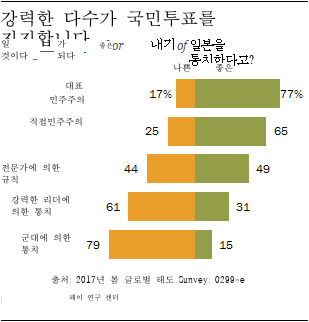 강력한 다수가 국민투표를
지지합니다
일 가 좋은or 내기 of 일본을
것이다 _ 되다 통치한다고?
나쁜 좋은
대표
민주주의 17% 77%
직접민주주의
25 65
전문가에 의한
규칙 44 49
강력한 리더에
의한 통치 61 31
군대에 의한
통치 79 15
출처: 2017년 봄 글로벌 태도 Sunvey: 0299-e
페이 연구 센터